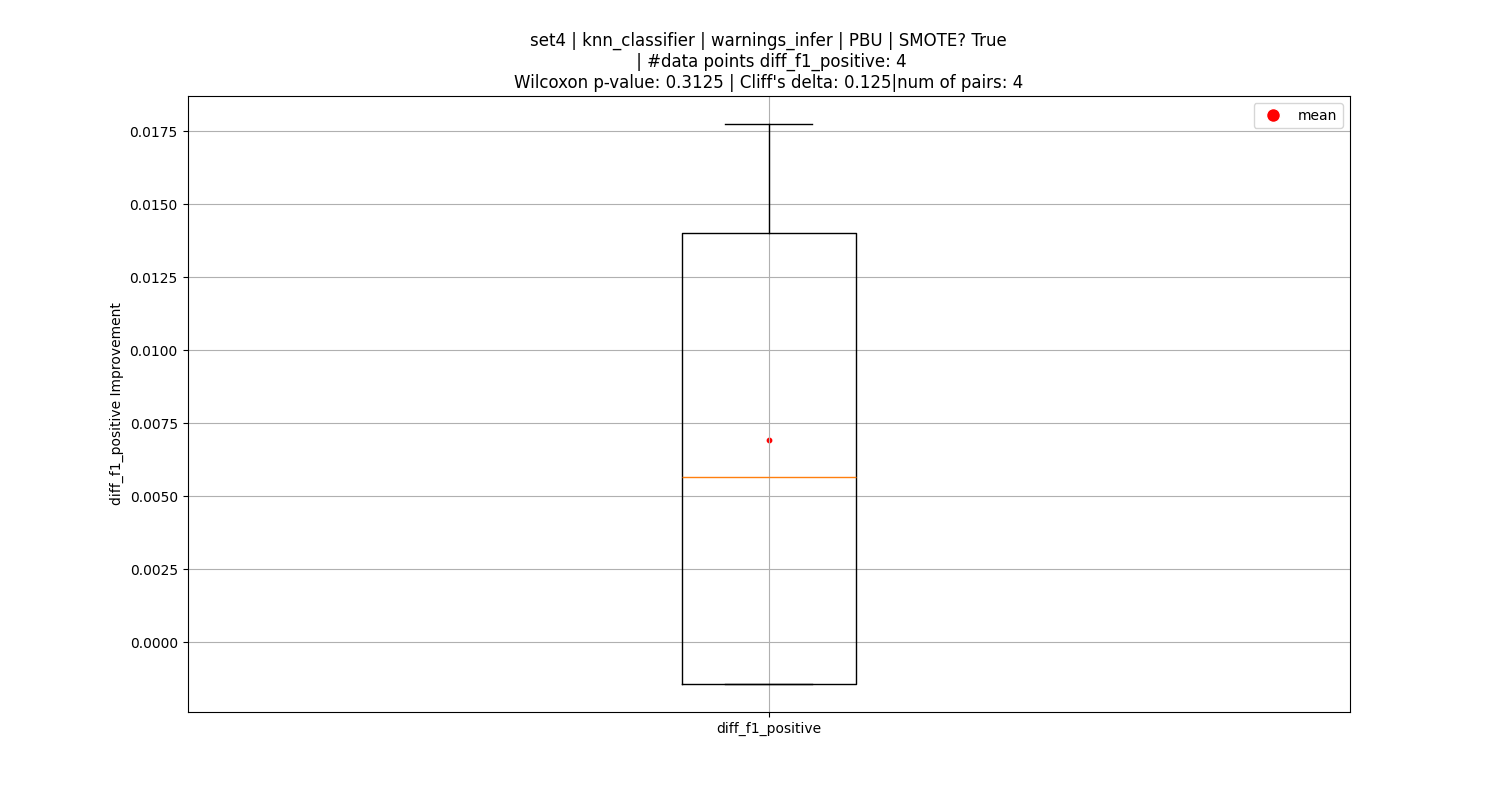 set4 | knn_classifier | warnings_infer | PBU | SMOTE? True
| #data points diff_f1_positive: 4
Wilcoxon p-value: 0.3125 | Cliff's delta: 0.125|num of pairs: 4
mean
0.0175
0.0150
0.0125
0.0100
0.0075
0.0050
0.0025
0.0000
diff_f1_positive Improvement
diff_f1_positive